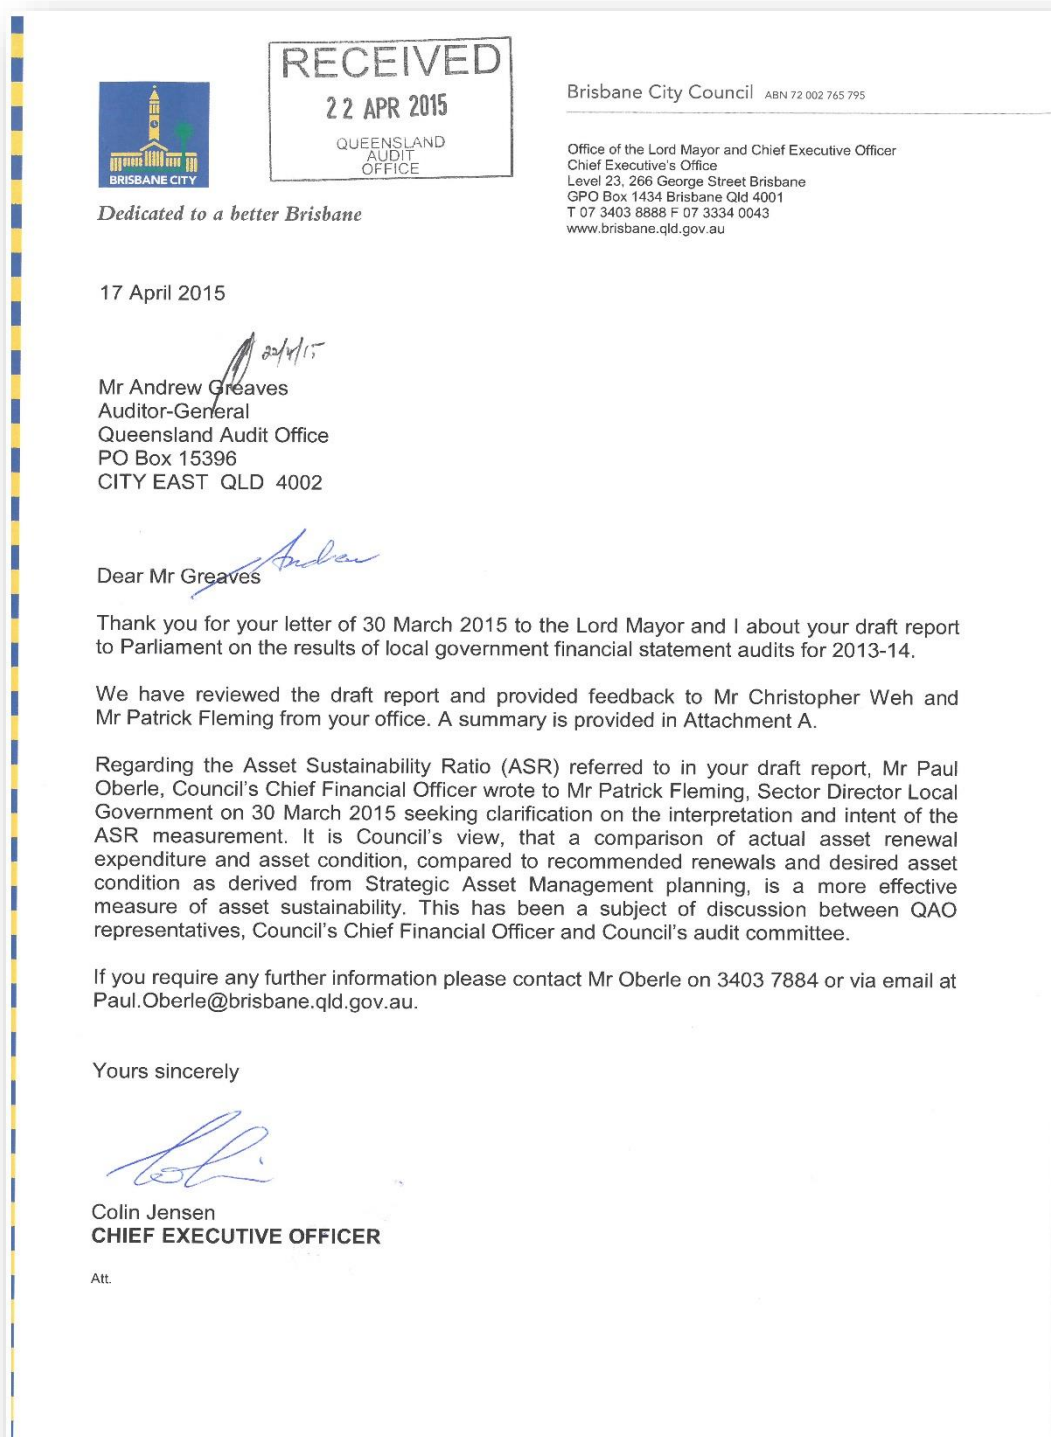 RECEIVED
22 APR 2015
QUEENSLAND
AUDIT
OFFICE
BRISBANE CITY
Dedicated to a better Brisbane
Brisbane City Council ABN 72 002 765 795
Office of the Lord Mayor and Chief Executive Officer
Chief Executive's Office
Level 23, 266 George Street Brisbane
GPO Box 1434 Brisbane Qld 4001
T 07 3403 8888 F 07 3334 0043
www.brisbane.qld.gov.au
17 April 2015
22/4/15
Mr Andrew Greaves
Auditor-General
Queensland Audit Office
PO Box 15396
CITY EAST QLD 4002
Andrew
Dear Mr Greaves
Thank you for your letter of 30 March 2015 to the Lord Mayor and I about your draft report
to Parliament on the results of local government financial statement audits for 2013-14.
We have reviewed the draft report and provided feedback to Mr Christopher Weh and
Mr Patrick Fleming from your office. A summary is provided in Attachment A.
Regarding the Asset Sustainability Ratio (ASR) referred to in your draft report, Mr Paul
Oberle, Council's Chief Financial Officer wrote to Mr Patrick Fleming, Sector Director Local
Government on 30 March 2015 seeking clarification on the interpretation and intent of the
ASR measurement. It is Council's view, that a comparison of actual asset renewal
expenditure and asset condition, compared to recommended renewals and desired asset
condition as derived from Strategic Asset Management planning, is a more effective
measure of asset sustainability. This has been a subject of discussion between QAO
representatives, Council's Chief Financial Officer and Council's audit committee.
If you require any further information please contact Mr Oberle on 3403 7884 or via email at
Paul.Oberle@brisbane.qld.gov.au.
Yours sincerely
Colin
Colin Jensen
CHIEF EXECUTIVE OFFICER
Att.